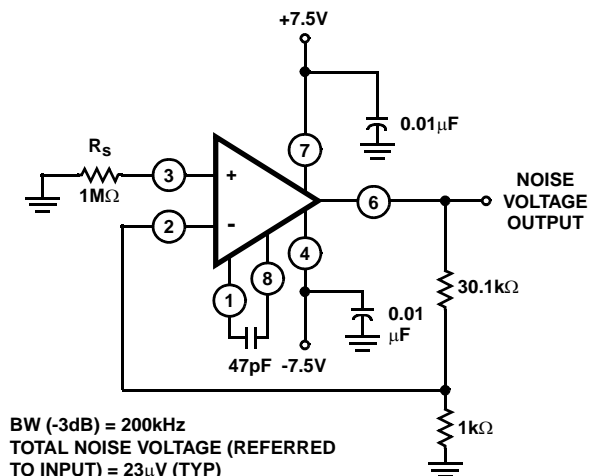 +7.5V
0.01μF
7
Rs
1MΩ
3
+
2
-
6
NOISE
VOLTAGE
OUTPUT
4
8
1
30.1kΩ
0.01
μF
47pF
-7.5V
1kΩ
BW (-3dB) = 200kHz
TOTAL NOISE VOLTAGE (REFERRED
TO INPUT) = 23μV (TYP)